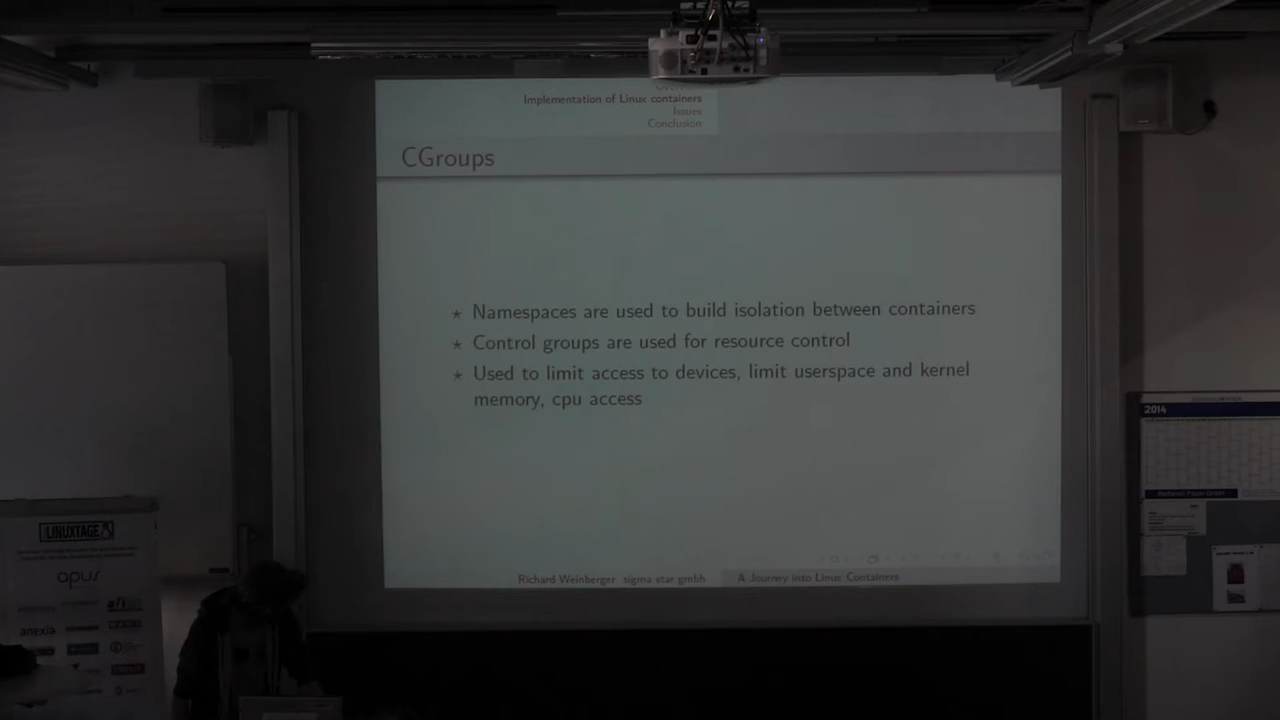 Implementation of Linux containers
Issues
Conclusion
CGroups
⋆ Namespaces are used to build isolation between containers
⋆ Control groups are used for resource control
⋆ Used to limit access to devices, limit userspace and kernel
memory, cpu access
Richard Weinberger sigma star gmbh
A Journey into Linux Containers
2014
LINUXTAGE
opus
anexia